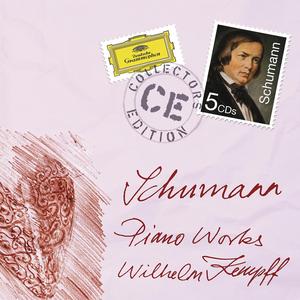 Deutsche
Grammophon
COLLECTORS
CE
EDITION
Schumann
5 CDs
Schumann
Piano Works
Wilhelm Kempff